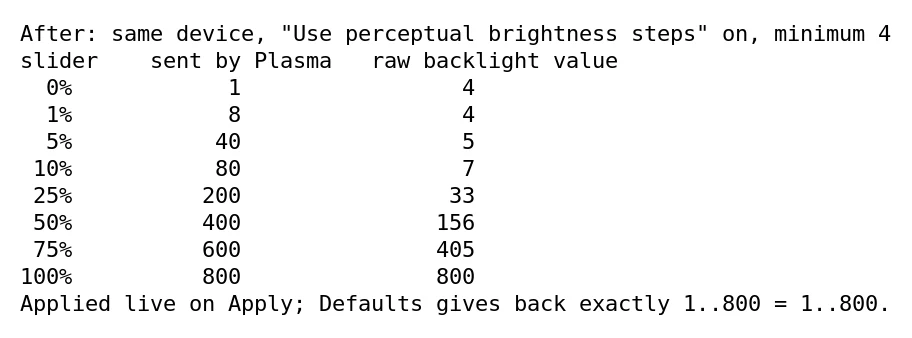 After: same device, "Use perceptual brightness steps" on, minimum 4
slider    sent by Plasma   raw backlight value
  0%            1                 4
  1%            8                 4
  5%           40                 5
 10%           80                 7
 25%          200                33
 50%          400               156
 75%          600               405
100%          800               800
Applied live on Apply; Defaults gives back exactly 1..800 = 1..800.